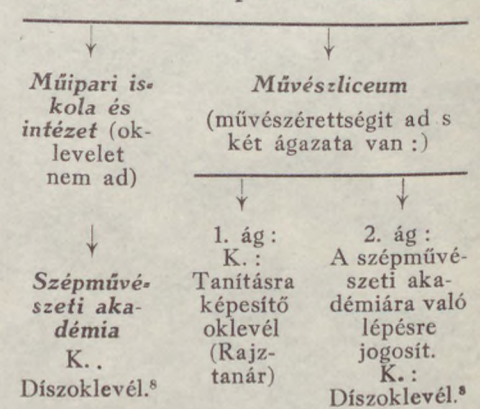 Műipari is-
kola és
intézet (ok-
levelet
nem ad)
Szépművé-
szeti aka-
démia
K. .
Díszoklevél.⁸
Művészliceum
(művészérettségit ad s
két ágazata van :)
1. ág :
K. :
Tanításra
képesítő
oklevél
(Rajz-
tanár)
2. ág :
A szépművé-
szeti aka-
démiára való
lépésre
jogosít.
K. :
Díszoklevél.⁸